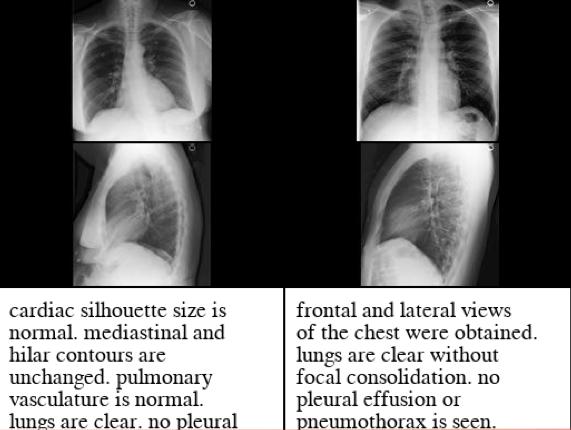 cardiac silhouette size is
normal. mediastinal and
hilar contours are
unchanged. pulmonary
vasculature is normal.
lungs are clear. no pleural
frontal and lateral views
of the chest were obtained.
lungs are clear without
focal consolidation. no
pleural effusion or
pneumothorax is seen.